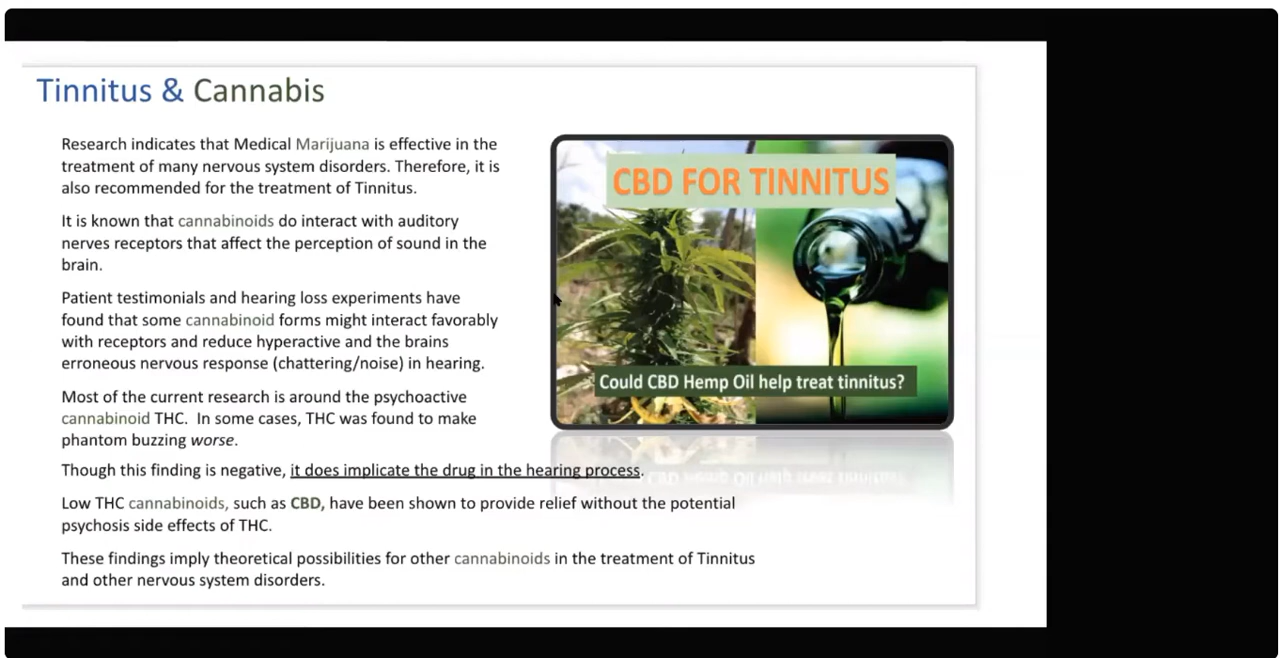 Tinnitus & Cannabis
Research indicates that Medical Marijuana is effective in the
treatment of many nervous system disorders. Therefore, it is
also recommended for the treatment of Tinnitus.
It is known that cannabinoids do interact with auditory
nerves receptors that affect the perception of sound in the
brain.
Patient testimonials and hearing loss experiments have
found that some cannabinoid forms might interact favorably
with receptors and reduce hyperactive and the brains
erroneous nervous response (chattering/noise) in hearing.
Most of the current research is around the psychoactive
cannabinoid THC. In some cases, THC was found to make
phantom buzzing worse.
Though this finding is negative, it does implicate the drug in the hearing process.
Low THC cannabinoids, such as CBD, have been shown to provide relief without the potential
psychosis side effects of THC.
These findings imply theoretical possibilities for other cannabinoids in the treatment of Tinnitus
and other nervous system disorders.
CBD FOR TINNITUS
Could CBD Hemp Oil help treat tinnitus?